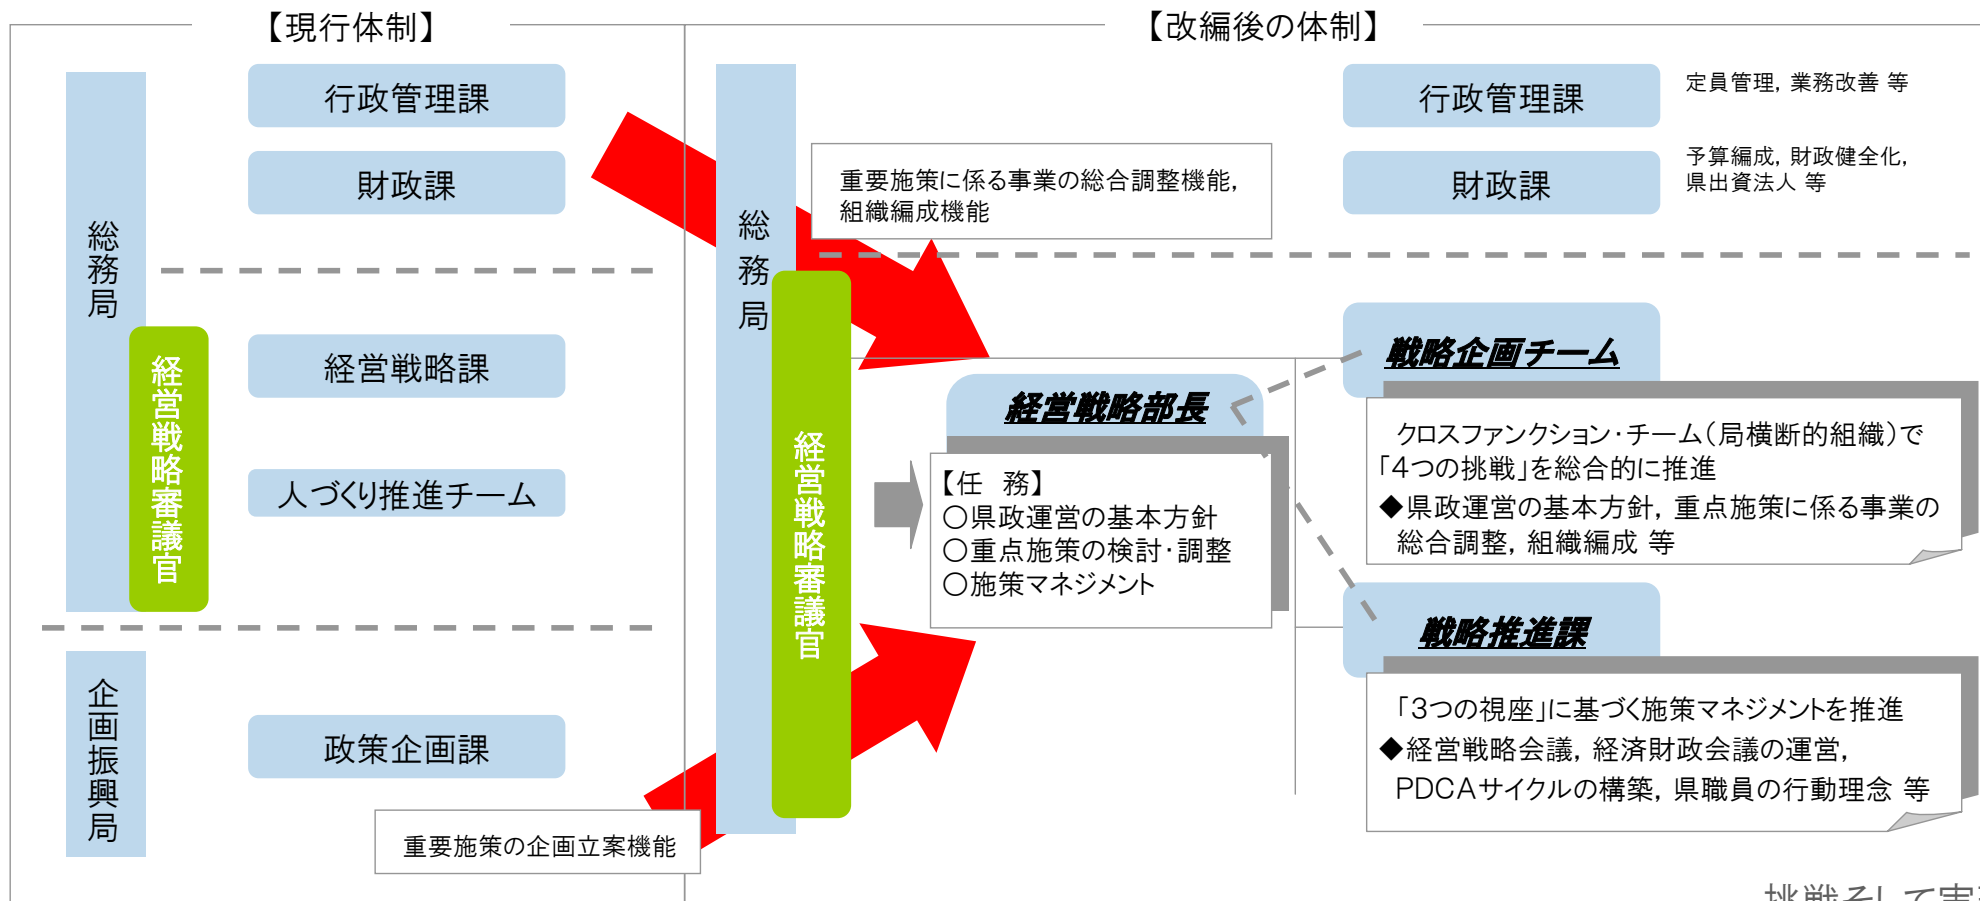 【現行体制】
総務局
行政管理課
財政課
経営戦略審議官
経営戦略課
人づくり推進チーム
企画振興局
政策企画課
重要施策の企画立案機能
【改編後の体制】
総務局
行政管理課
定員管理，業務改善 等
財政課
予算編成，財政健全化，
県出資法人 等
重要施策に係る事業の総合調整機能，
組織編成機能
経営戦略審議官
経営戦略部長
【任　務】
○県政運営の基本方針
○重点施策の検討・調整
○施策マネジメント
戦略企画チーム
クロスファンクション・チーム（局横断的組織）で
「４つの挑戦」を総合的に推進
◆県政運営の基本方針，重点施策に係る事業の
総合調整，組織編成 等
戦略推進課
「３つの視座」に基づく施策マネジメントを推進
◆経営戦略会議，経済財政会議の運営，
ＰＤＣＡサイクルの構築，県職員の行動理念 等
挑戦そして実